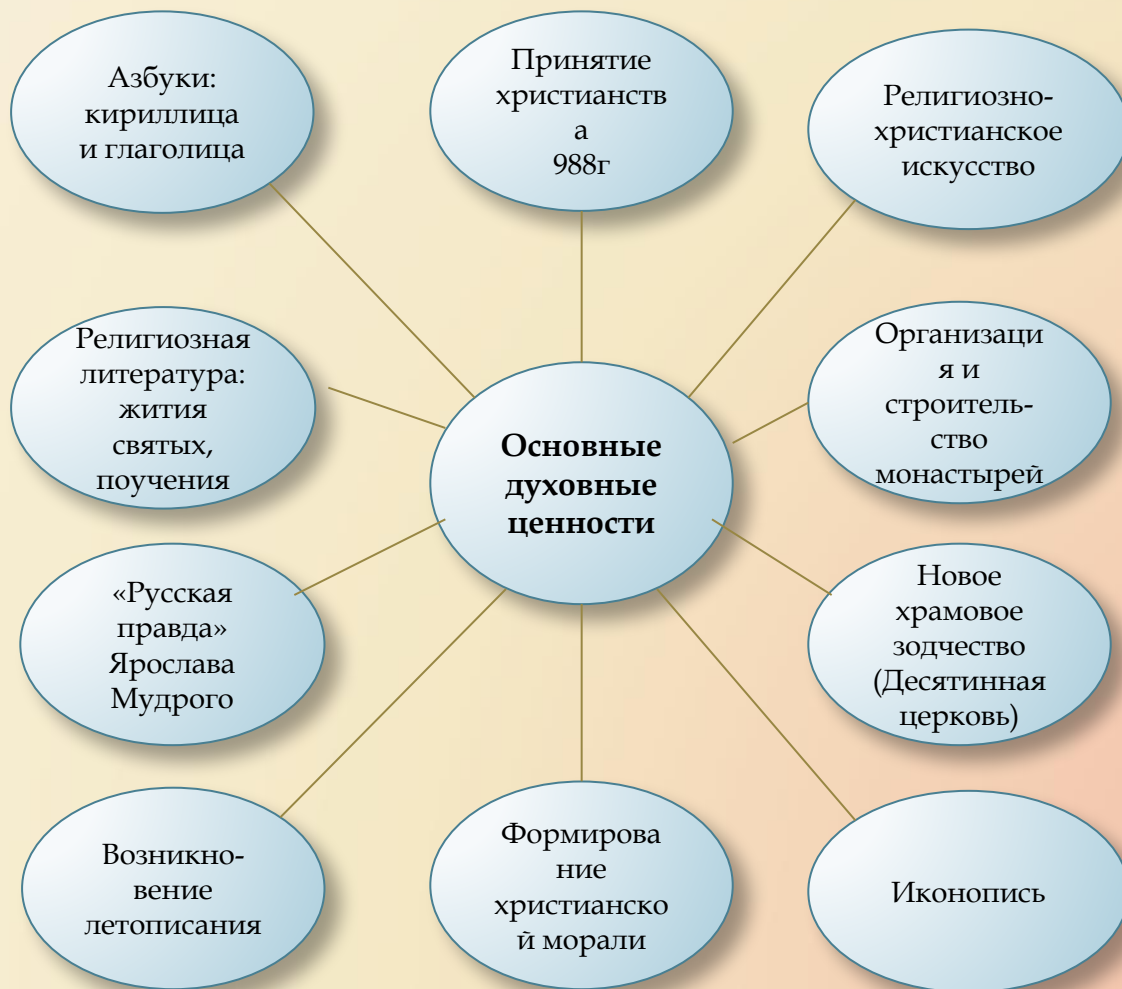 Азбуки:
кириллица
и глаголица
Принятие
христианств
а
988г
Религиозно-
христианское
искусство
Религиозная
литература:
жития
святых,
поучения
Организаци
я и
строитель-
ство
монастырей
Основные
духовные
ценности
«Русская
правда»
Ярослава
Мудрого
Новое
храмовое
зодчество
(Десятинная
церковь)
Возникно-
вение
летописания
Формирова
ние
христианско
й морали
Иконопись